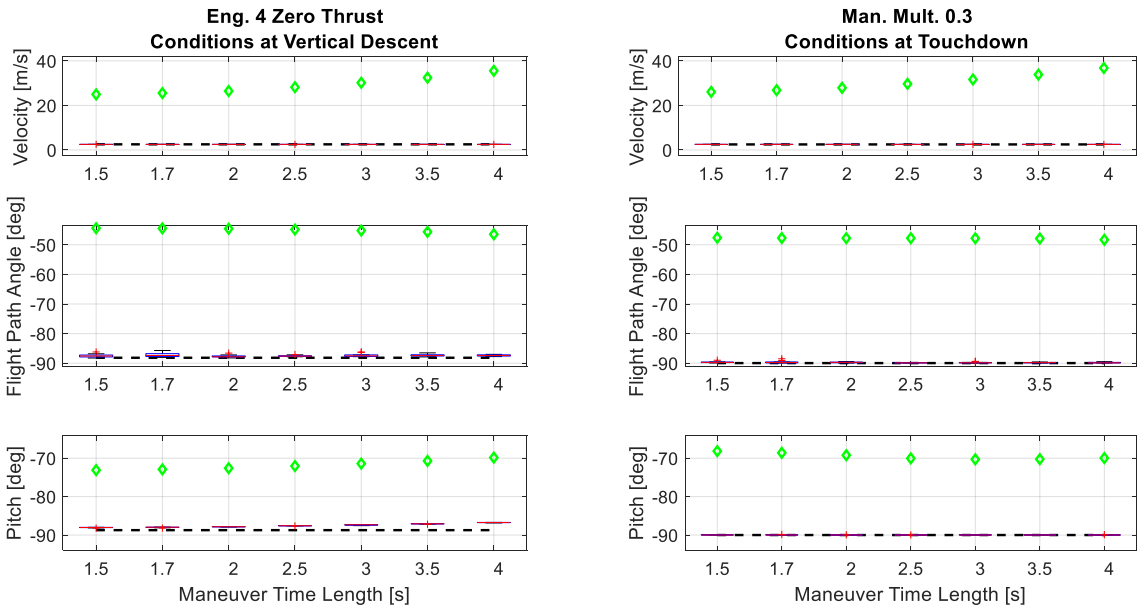 Eng. 4 Zero Thrust
Conditions at Vertical Descent
Velocity [m/s]
40
20
0
1.5 1.7 2 2.5 3 3.5 4
Flight Path Angle [deg]
-50
-60
-70
-80
-90
1.5 1.7 2 2.5 3 3.5 4
Pitch [deg]
-70
-80
-90
1.5 1.7 2 2.5 3 3.5 4
Maneuver Time Length [s]
Man. Mult. 0.3
Conditions at Touchdown
Velocity [m/s]
40
20
0
1.5 1.7 2 2.5 3 3.5 4
Flight Path Angle [deg]
-50
-60
-70
-80
-90
1.5 1.7 2 2.5 3 3.5 4
Pitch [deg]
-70
-80
-90
1.5 1.7 2 2.5 3 3.5 4
Maneuver Time Length [s]